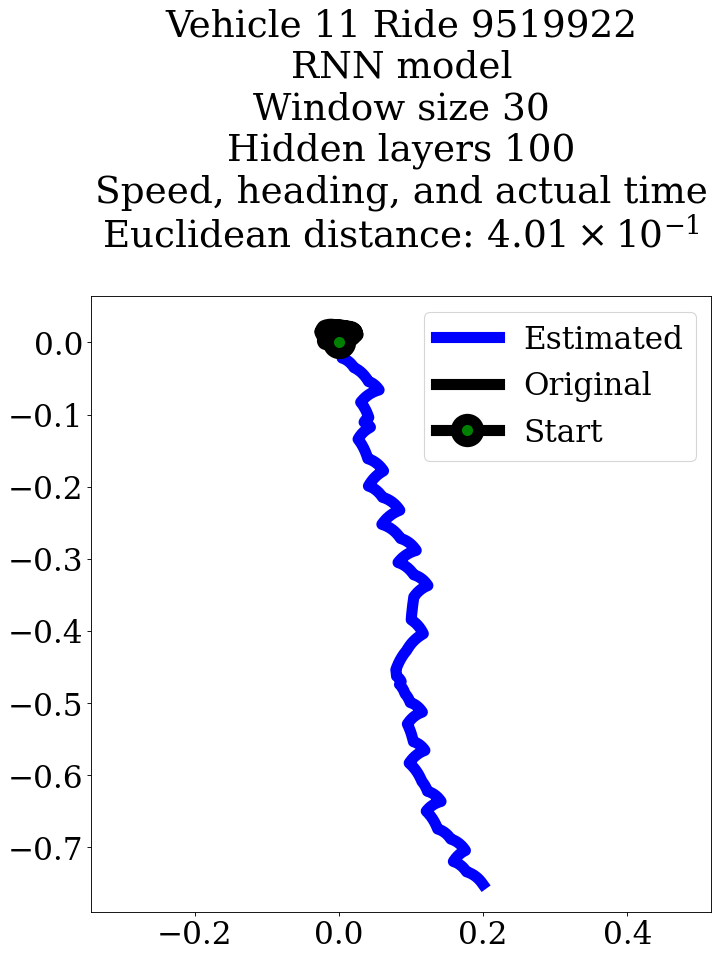 Vehicle 11 Ride 9519922
RNN model
Window size 30
Hidden layers 100
Speed, heading, and actual time
Euclidean distance: 4.01 × 10⁻¹
Estimated
Original
Start
0.0
−0.1
−0.2
−0.3
−0.4
−0.5
−0.6
−0.7
−0.2 0.0 0.2 0.4